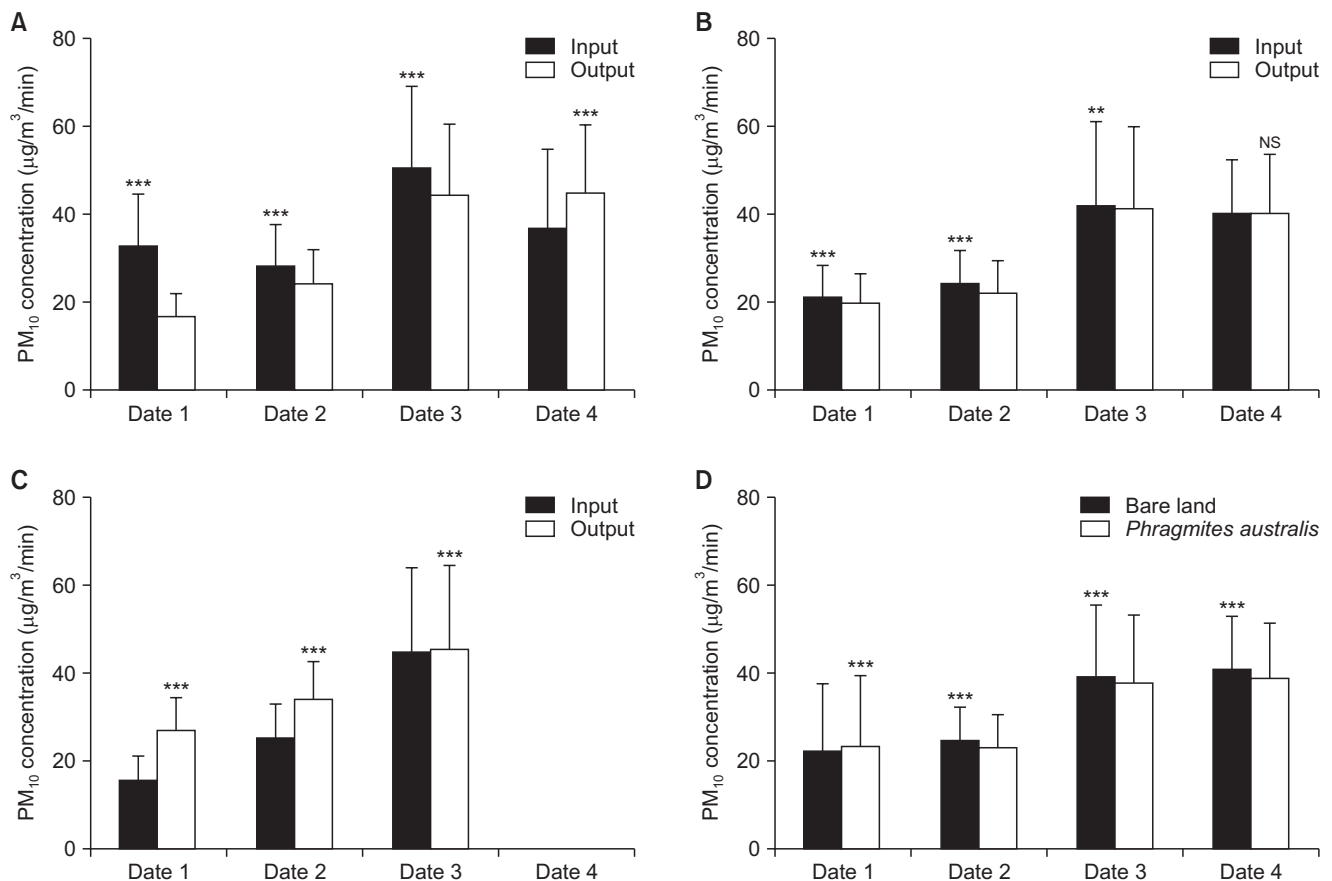 A
PM10 concentration (μg/m³/min)
80
60
40
20
0
Input
Output
***
***
***
***
Date 1 Date 2 Date 3 Date 4
B
PM10 concentration (μg/m³/min)
80
60
40
20
0
Input
Output
***
***
**
NS
Date 1 Date 2 Date 3 Date 4
C
PM10 concentration (μg/m³/min)
80
60
40
20
0
Input
Output
***
***
***
Date 1 Date 2 Date 3 Date 4
D
PM10 concentration (μg/m³/min)
80
60
40
20
0
Bare land
Phragmites australis
***
***
***
***
Date 1 Date 2 Date 3 Date 4